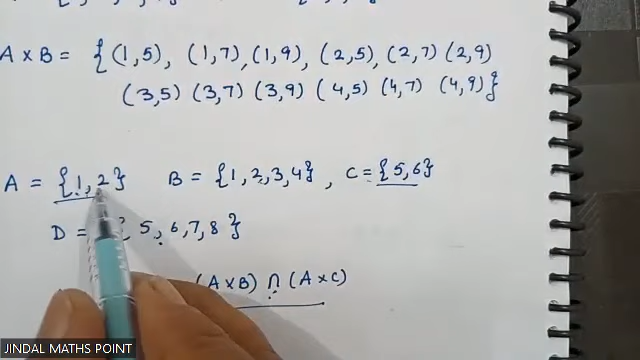 A × B = {(1,5), (1,7), (1,9), (2,5), (2,7) (2,9)
(3,5) (3,7) (3,9) (4,5) (4,7) (4,9)}
A = {1,2} B = {1,2,3,4}, C = {5,6}
D = { 5, 6,7,8}
(A×B) ∩ (A×C)
JINDAL MATHS POINT